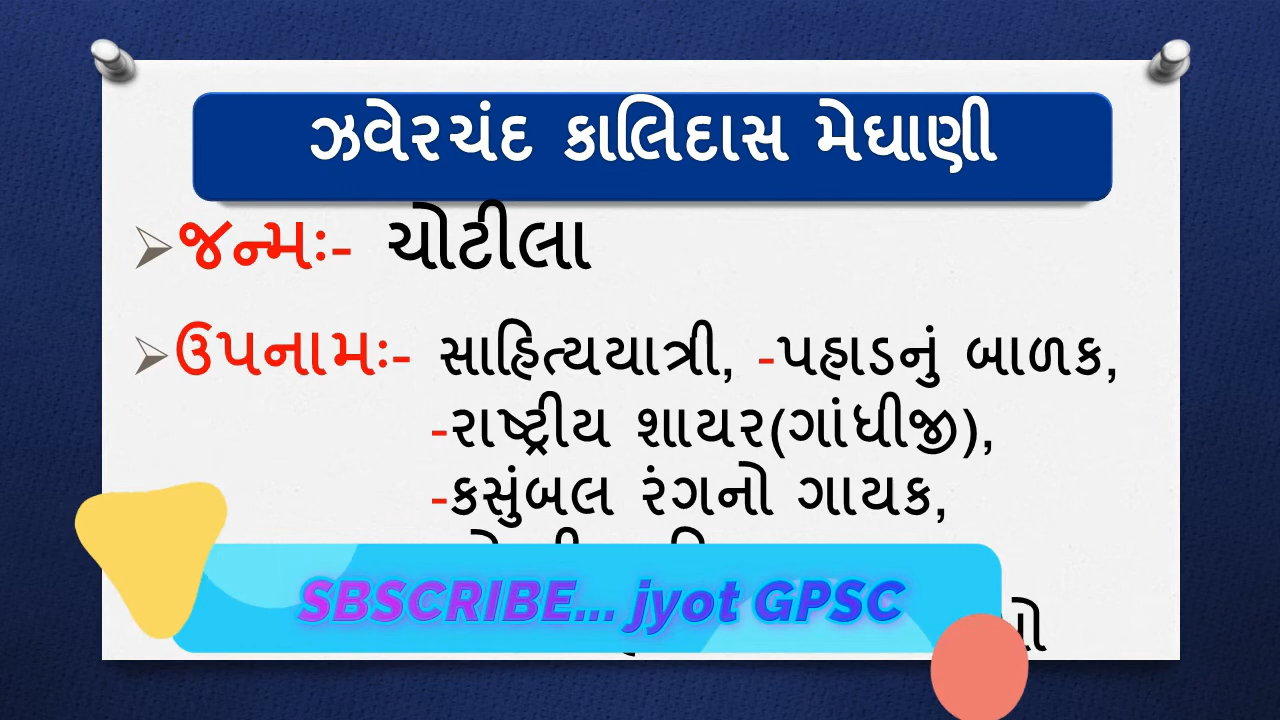 ઝવેરચંદ કાલિદાસ મેઘાણી
જન્મઃ- ચોટીલા
ઉપનામઃ- સાહિત્યયાત્રી, -પહાડનું બાળક,
-રાષ્ટ્રીય શાયર(ગાંધીજી),
-કસુંબલ રંગનો ગાયક,
SBSCRIBE... jyot GPSC